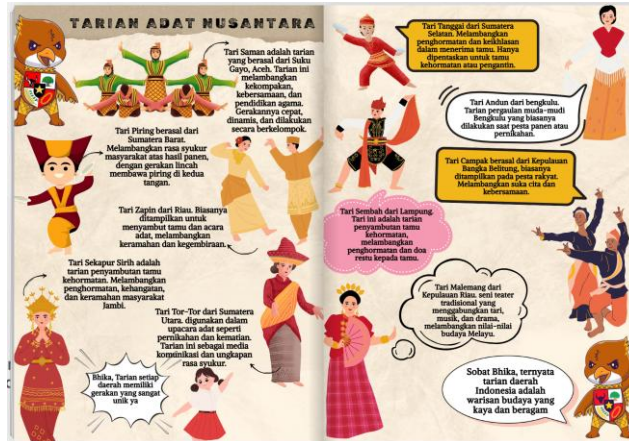 TARIAN ADAT NUSANTARA
Tari Saman adalah tarian
yang berasal dari Suku
Gayo, Aceh. Tarian ini
melambangkan
kekompakan,
kebersamaan, dan
pendidikan agama.
Gerakannya cepat,
dinamis, dan dilakukan
secara berkelompok.
Tari Piring berasal dari
Sumatera Barat.
Melambangkan rasa syukur
masyarakat atas hasil panen,
dengan gerakan lincah
membawa piring di kedua
tangan.
Tari Zapin dari Riau. Biasanya
ditampilkan untuk
menyambut tamu dan acara
adat, melambangkan
keramahan dan kegembiraan.
Tari Sekapur Sirih adalah
tarian penyambutan tamu
kehormatan. Melambangkan
penghormatan, kehangatan,
dan keramahan masyarakat
Jambi.
Tari Tor-Tor dari Sumatera
Utara. digunakan dalam
upacara adat seperti
pernikahan dan kematian.
Tarian ini sebagai media
komunikasi dan ungkapan
rasa syukur.
Bhika, Tarian setiap
daerah memiliki
gerakan yang sangat
unik ya
Tari Tanggai dari Sumatera
Selatan. Melambangkan
penghormatan dan keikhlasan
dalam menerima tamu. Hanya
dipentaskan untuk tamu
kehormatan atau pengantin.
Tari Andun dari bengkulu.
Tarian pergaulan muda-mudi
Bengkulu yang biasanya
dilakukan saat pesta panen atau
pernikahan.
Tari Campak berasal dari Kepulauan
Bangka Belitung, biasanya
ditampilkan pada pesta rakyat.
Melambangkan suka cita dan
kebersamaan.
Tari Sembah dari Lampung.
Tari ini adalah tarian
penyambutan tamu
kehormatan,
melambangkan
penghormatan dan doa
restu kepada tamu.
Tari Malemang dari
Kepulauan Riau. seni teater
tradisional yang
menggabungkan tari,
musik, dan drama,
melambangkan nilai-nilai
budaya Melayu.
Sobat Bhika, ternyata
tarian daerah
Indonesia adalah
warisan budaya yang
kaya dan beragam